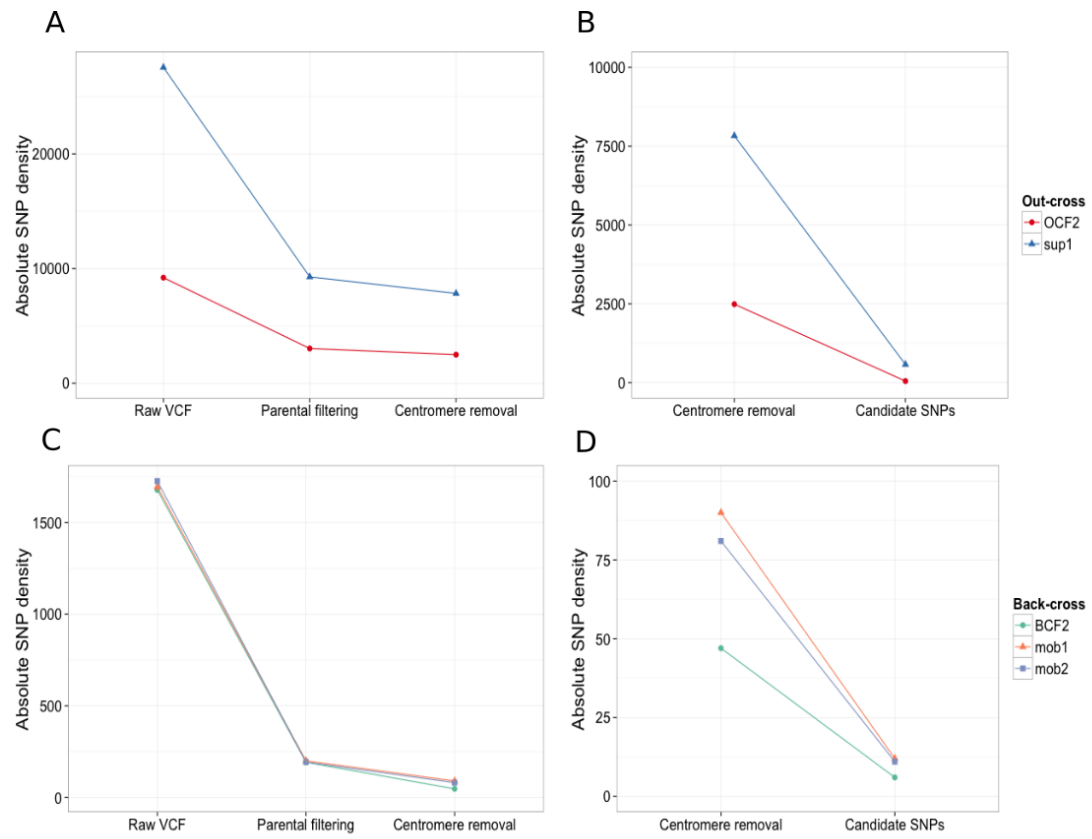 A
Absolute SNP density
20000
10000
0
Raw VCF Parental filtering Centromere removal
B
Absolute SNP density
10000
7500
5000
2500
0
Centromere removal Candidate SNPs
Out-cross
OCF2
sup1
C
Absolute SNP density
1500
1000
500
0
Raw VCF Parental filtering Centromere removal
D
Absolute SNP density
100
75
50
25
0
Centromere removal Candidate SNPs
Back-cross
BCF2
mob1
mob2